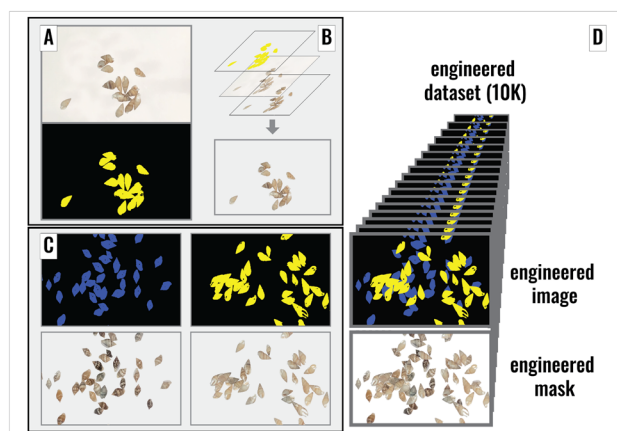 A
B
D
engineered
dataset (10K)
C
engineered
image
engineered
mask